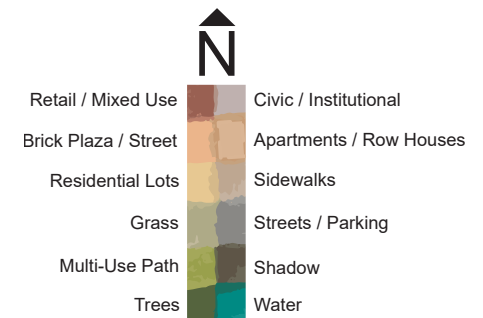 N
Retail / Mixed Use Civic / Institutional
Brick Plaza / Street Apartments / Row Houses
Residential Lots Sidewalks
Grass Streets / Parking
Multi-Use Path Shadow
Trees Water